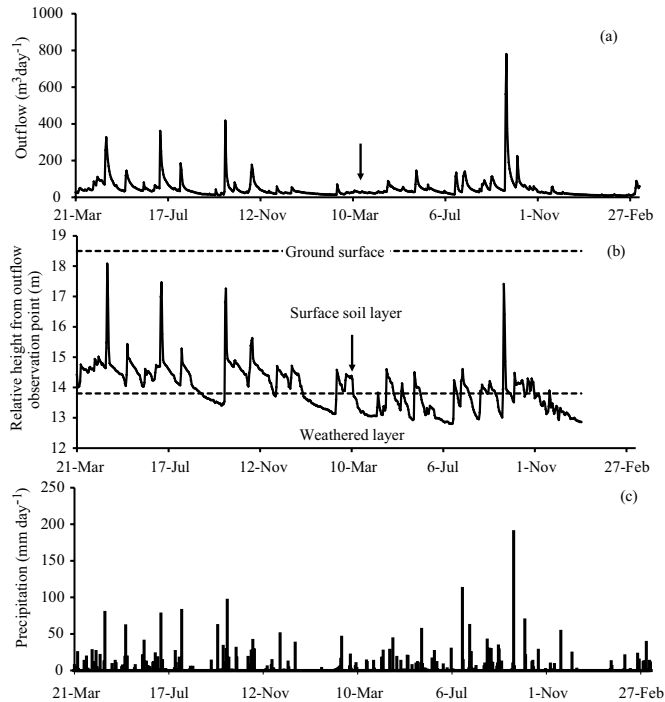 1000
800
600
400
200
0
Outflow (m³day⁻¹)
(a)
21-Mar 17-Jul 12-Nov 10-Mar 6-Jul 1-Nov 27-Feb
19
18
17
16
15
14
13
12
Relative height from outflow
observation point (m)
Ground surface
(b)
Surface soil layer
Weathered layer
21-Mar 17-Jul 12-Nov 10-Mar 6-Jul 1-Nov 27-Feb
250
200
150
100
50
0
Precipitation (mm day⁻¹)
(c)
21-Mar 17-Jul 12-Nov 10-Mar 6-Jul 1-Nov 27-Feb